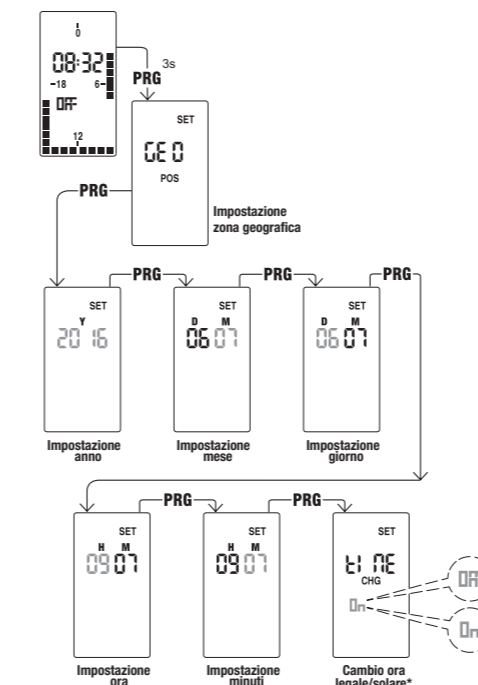 0
08:32
-18 6-
OFF
12
PRG 3s
SET
GEO
POS
Impostazione
zona geografica
PRG
PRG PRG PRG
SET
Y
2016
Impostazione
anno
SET
D M
06 07
Impostazione
mese
SET
D M
06 07
Impostazione
giorno
PRG PRG
SET
H M
09 07
Impostazione
ora
SET
H M
09 07
Impostazione
minuti
SET
tIME
CHG
On
Cambio ora
legale/solare*
On